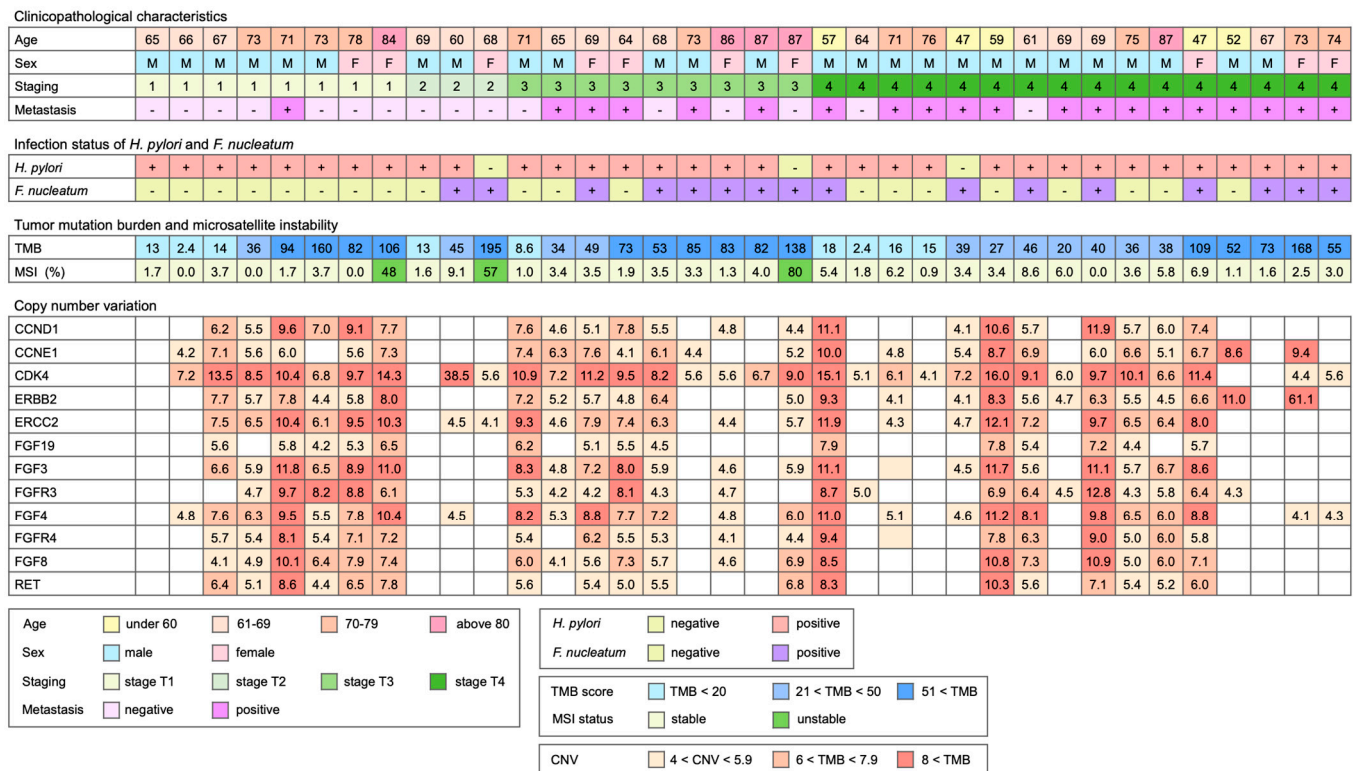 Clinicopathological characteristics
Age 65 66 67 73 71 73 78 84 69 60 68 71 65 69 64 68 73 86 87 87 57 64 71 76 47 59 61 69 69 75 87 47 52 67 73 74
Sex M M M M M M F F M M F M M F F M M F M F M M M M M M M M M M M F M M F F
Staging 1 1 1 1 1 1 1 1 2 2 2 3 3 3 3 3 3 3 3 3 4 4 4 4 4 4 4 4 4 4 4 4 4 4 4 4
Metastasis - - - - + - - - - - - - + + + - + - + - + - + + + + - + + + + + + + + +
Infection status of H. pylori and F. nucleatum
H. pylori + + + + + + + + + + - + + + + + + + + - + + + + - + + + + + + + + + + +
F. nucleatum - - - - - - - - - + + - - + - + + + + + + - - - + - + - + - - + - + + +
Tumor mutation burden and microsatellite instability
TMB 13 2.4 14 36 94 160 82 106 13 45 195 8.6 34 49 73 53 85 83 82 138 18 2.4 16 15 39 27 46 20 40 36 38 109 52 73 168 55
MSI (%) 1.7 0.0 3.7 0.0 1.7 3.7 0.0 48 1.6 9.1 57 1.0 3.4 3.5 1.9 3.5 3.3 1.3 4.0 80 5.4 1.8 6.2 0.9 3.4 3.4 8.6 6.0 0.0 3.6 5.8 6.9 1.1 1.6 2.5 3.0
Copy number variation
CCND1 6.2 5.5 9.6 7.0 9.1 7.7 7.6 4.6 5.1 7.8 5.5 4.8 4.4 11.1 4.1 10.6 5.7 11.9 5.7 6.0 7.4
CCNE1 4.2 7.1 5.6 6.0 5.6 7.3 7.4 6.3 7.6 4.1 6.1 4.4 5.2 10.0 4.8 5.4 8.7 6.9 6.0 6.6 5.1 6.7 8.6 9.4
CDK4 7.2 13.5 8.5 10.4 6.8 9.7 14.3 38.5 5.6 10.9 7.2 11.2 9.5 8.2 5.6 5.6 6.7 9.0 15.1 5.1 6.1 4.1 7.2 16.0 9.1 6.0 9.7 10.1 6.6 11.4 4.4 5.6
ERBB2 7.7 5.7 7.8 4.4 5.8 8.0 7.2 5.2 5.7 4.8 6.4 5.0 9.3 4.1 4.1 8.3 5.6 4.7 6.3 5.5 4.5 6.6 11.0 61.1
ERCC2 7.5 6.5 10.4 6.1 9.5 10.3 4.5 4.1 9.3 4.6 7.9 7.4 6.3 4.4 5.7 11.9 4.3 4.7 12.1 7.2 9.7 6.5 6.4 8.0
FGF19 5.6 5.8 4.2 5.3 6.5 6.2 5.1 5.5 4.5 7.9 7.8 5.4 7.2 4.4 5.7
FGF3 6.6 5.9 11.8 6.5 8.9 11.0 8.3 4.8 7.2 8.0 5.9 4.6 5.9 11.1 4.5 11.7 5.6 11.1 5.7 6.7 8.6
FGFR3 4.7 9.7 8.2 8.8 6.1 5.3 4.2 4.2 8.1 4.3 4.7 8.7 5.0 6.9 6.4 4.5 12.8 4.3 5.8 6.4 4.3
FGF4 4.8 7.6 6.3 9.5 5.5 7.8 10.4 4.5 8.2 5.3 8.8 7.7 7.2 4.8 6.0 11.0 5.1 4.6 11.2 8.1 9.8 6.5 6.0 8.8 4.1 4.3
FGFR4 5.7 5.4 8.1 5.4 7.1 7.2 5.4 6.2 5.5 5.3 4.1 4.4 9.4 7.8 6.3 9.0 5.0 6.0 5.8
FGF8 4.1 4.9 10.1 6.4 7.9 7.4 6.0 4.1 5.6 7.3 5.7 4.6 6.9 8.5 10.8 7.3 10.9 5.0 6.0 7.1
RET 6.4 5.1 8.6 4.4 6.5 7.8 5.6 5.4 5.0 5.5 6.8 8.3 10.3 5.6 7.1 5.4 5.2 6.0
Age under 60 61-69 70-79 above 80
Sex male female
Staging stage T1 stage T2 stage T3 stage T4
Metastasis negative positive
H. pylori negative positive
F. nucleatum negative positive
TMB score TMB < 20 21 < TMB < 50 51 < TMB
MSI status stable unstable
CNV 4 < CNV < 5.9 6 < TMB < 7.9 8 < TMB